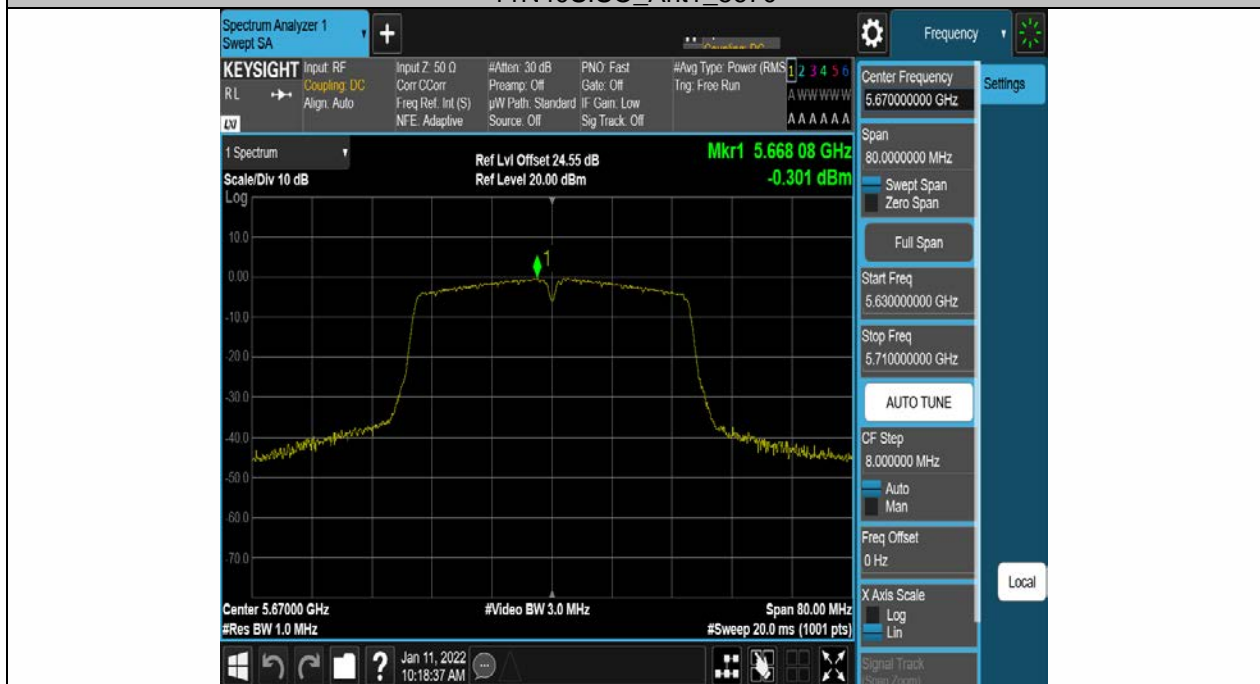 Spectrum Analyzer 1
Swept SA
+
Frequency
KEYSIGHT
R L
LXI
Input: RF
Coupling: DC
Align: Auto
Input Z: 50 Ω
Corr CCorr
Freq Ref: Int (S)
NFE: Adaptive
#Atten: 30 dB
Preamp: Off
µW Path: Standard
Source: Off
PNO: Fast
Gate: Off
IF Gain: Low
Sig Track: Off
#Avg Type: Power (RMS
Trig: Free Run
1 2 3 4 5 6
A W W W W W
A A A A A A
1 Spectrum
Scale/Div 10 dB
Log
Ref Lvl Offset 24.55 dB
Ref Level 20.00 dBm
Mkr1 5.668 08 GHz
-0.301 dBm
10.0
0.00
-10.0
-20.0
-30.0
-40.0
-50.0
-60.0
-70.0
1
Center 5.67000 GHz
#Res BW 1.0 MHz
#Video BW 3.0 MHz
Span 80.00 MHz
#Sweep 20.0 ms (1001 pts)
Center Frequency
5.670000000 GHz
Settings
Span
80.0000000 MHz
Swept Span
Zero Span
Full Span
Start Freq
5.630000000 GHz
Stop Freq
5.710000000 GHz
AUTO TUNE
CF Step
8.000000 MHz
Auto
Man
Freq Offset
0 Hz
X Axis Scale
Log
Lin
Local
Signal Track
(Span Zoom)
?
Jan 11, 2022
10:18:37 AM